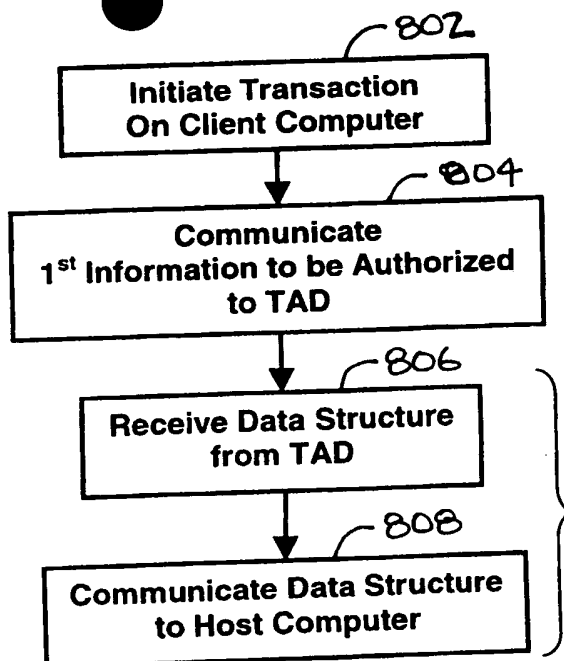 802
Initiate Transaction
On Client Computer
804
Communicate
1st Information to be Authorized
to TAD
806
Receive Data Structure
from TAD
808
Communicate Data Structure
to Host Computer